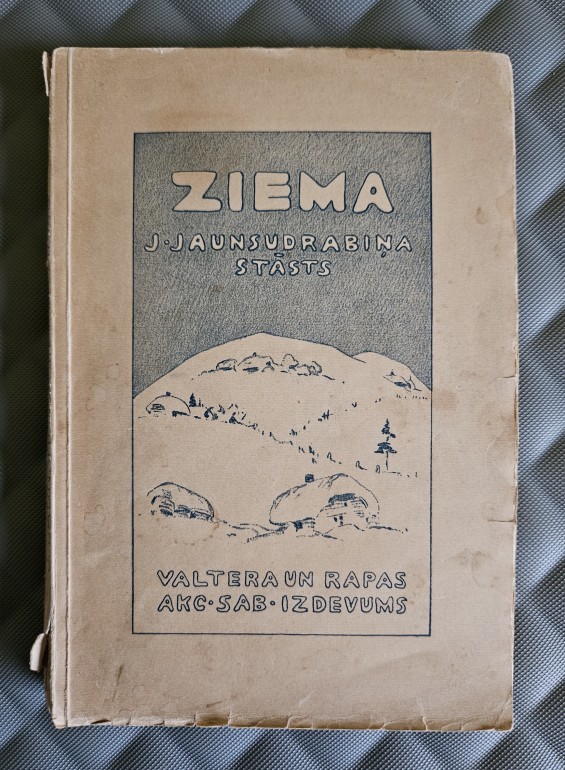 ZIEMA
J·JAUNSUDRABIŅA
STĀSTS
VALTERA UN RAPAS
AKC·SAB·IZDEVUMS